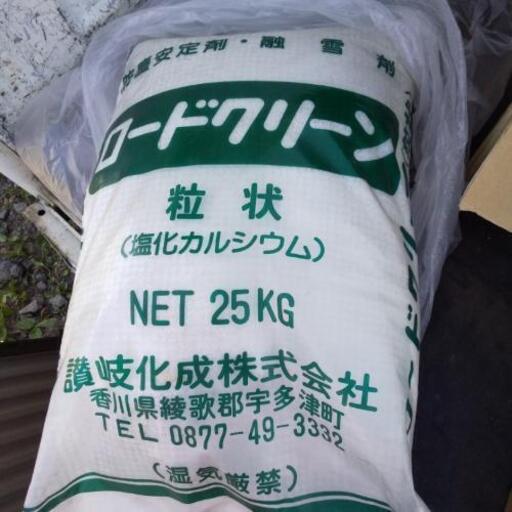 地盤安定剤・融雪剤
ロードクリーン
粒状
(塩化カルシウム)
NET 25KG
讃岐化成株式会社
香川県綾歌郡宇多津町
TEL 0877-49-3332
(湿気厳禁)